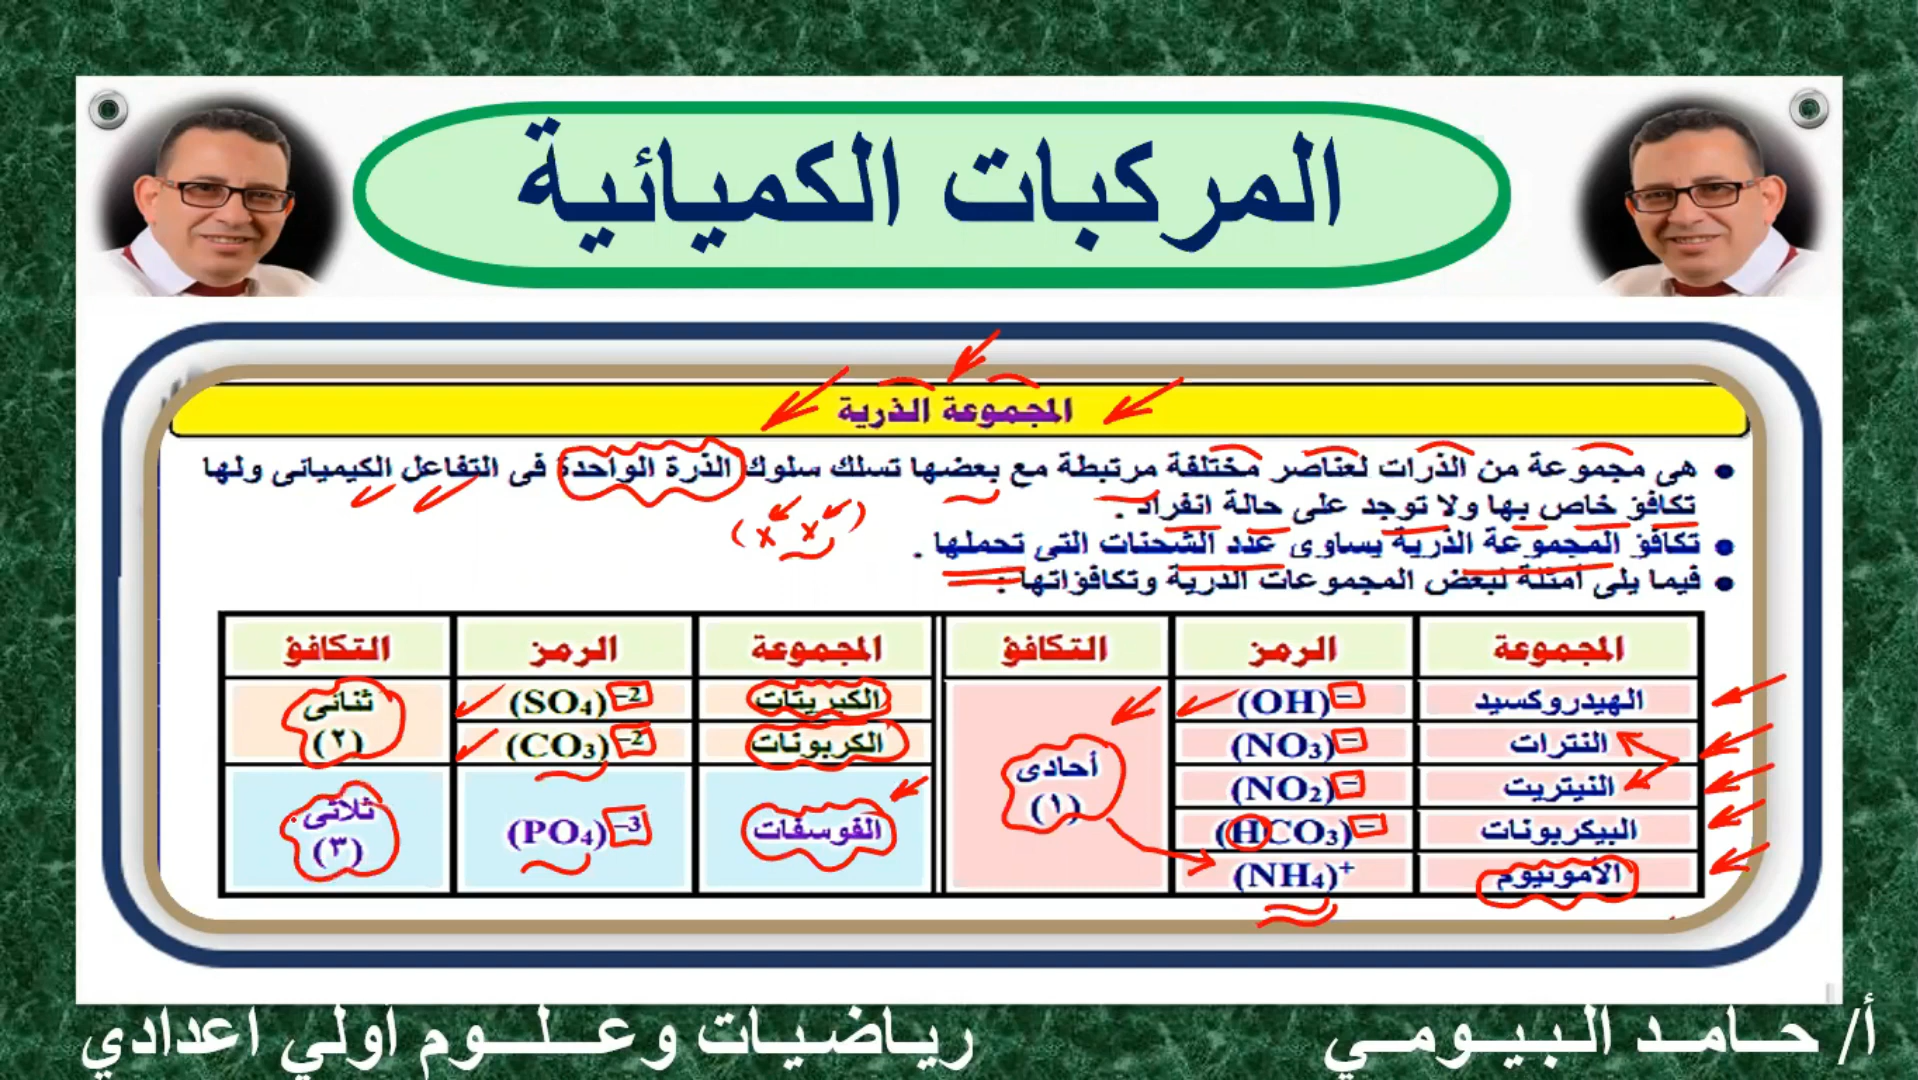 المركبات الكميائية
المجموعة الذرية
● هى مجموعة من الذرات لعناصر مختلفة مرتبطة مع بعضها تسلك سلوك الذرة الواحدة فى التفاعل الكيميائى ولها
تكافؤ خاص بها ولا توجد على حالة انفراد .
(x x)
● تكافؤ المجموعة الذرية يساوى عدد الشحنات التى تحملها .
● فيما يلى أمثلة لبعض المجموعات الذرية وتكافؤاتها :
المجموعة الرمز التكافؤ المجموعة الرمز التكافؤ
الهيدروكسيد (OH)⁻ أحادى (١) الكبريتات (SO₄)⁻² ثنائى (٢)
النترات (NO₃)⁻ الكربونات (CO₃)⁻²
النيتريت (NO₂)⁻ الفوسفات (PO₄)⁻³ ثلاثى (٣)
البيكربونات (HCO₃)⁻
الأمونيوم (NH₄)⁺
أ/ حـامـد الـبـيـومـي رياضيات وعـلـوم اولي اعدادي